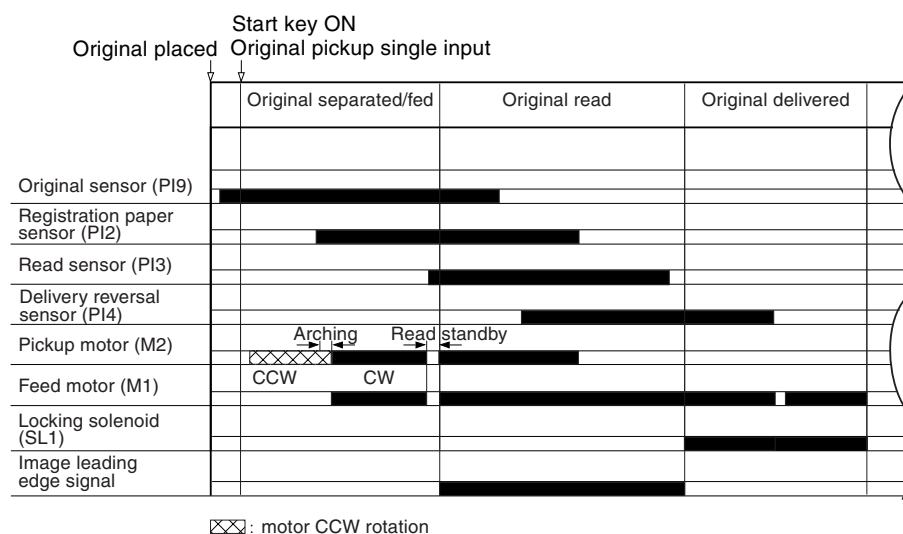 Start key ON
Original placed Original pickup single input
Original separated/fed Original read Original delivered
Original sensor (PI9)
Registration paper
sensor (PI2)
Read sensor (PI3)
Delivery reversal
sensor (PI4)
Arching Read standby
Pickup motor (M2)
CCW CW
Feed motor (M1)
Locking solenoid
(SL1)
Image leading
edge signal
: motor CCW rotation